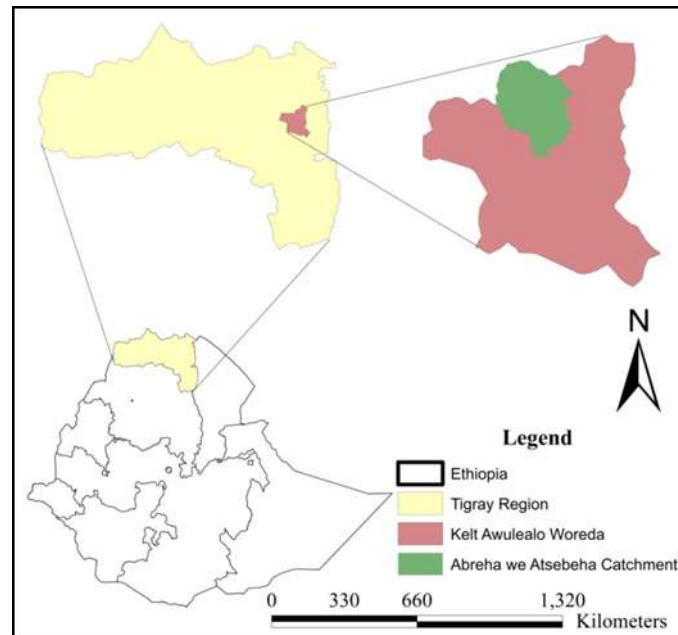 N
Legend
Ethiopia
Tigray Region
Kelt Awulealo Woreda
Abreha we Atsebeha Catchment
0 330 660 1,320
Kilometers